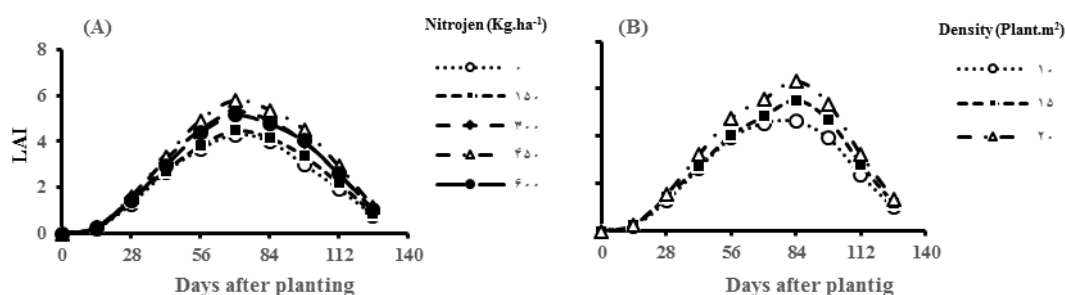 (A)
Nitrojen (Kg.ha-1)
۰
۱۵۰
۳۰۰
۴۵۰
۶۰۰
LAI
8
6
4
2
0
0 28 56 84 112 140
Days after planting
(B)
Density (Plant.m²)
۱۰
۱۵
۲۰
0 28 56 84 112 140
Days after plantig